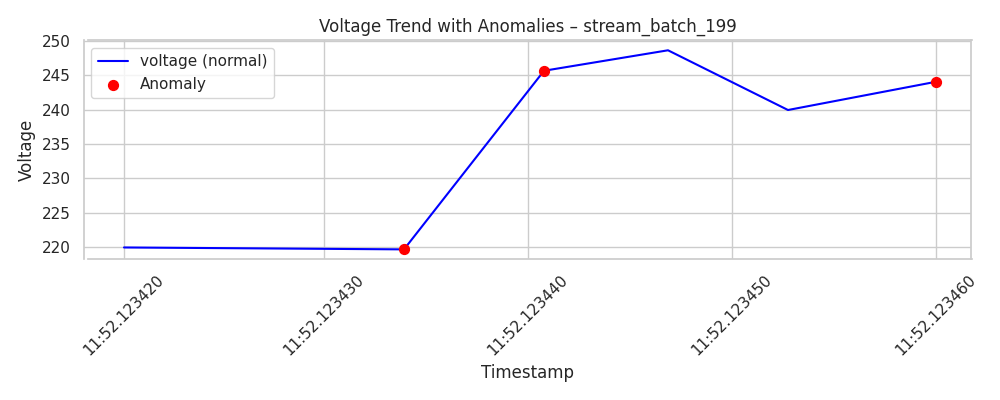 Voltage Trend with Anomalies – stream_batch_199
voltage (normal)
Anomaly
Voltage
250
245
240
235
230
225
220
11:52.123420
11:52.123430
11:52.123440
11:52.123450
11:52.123460
Timestamp